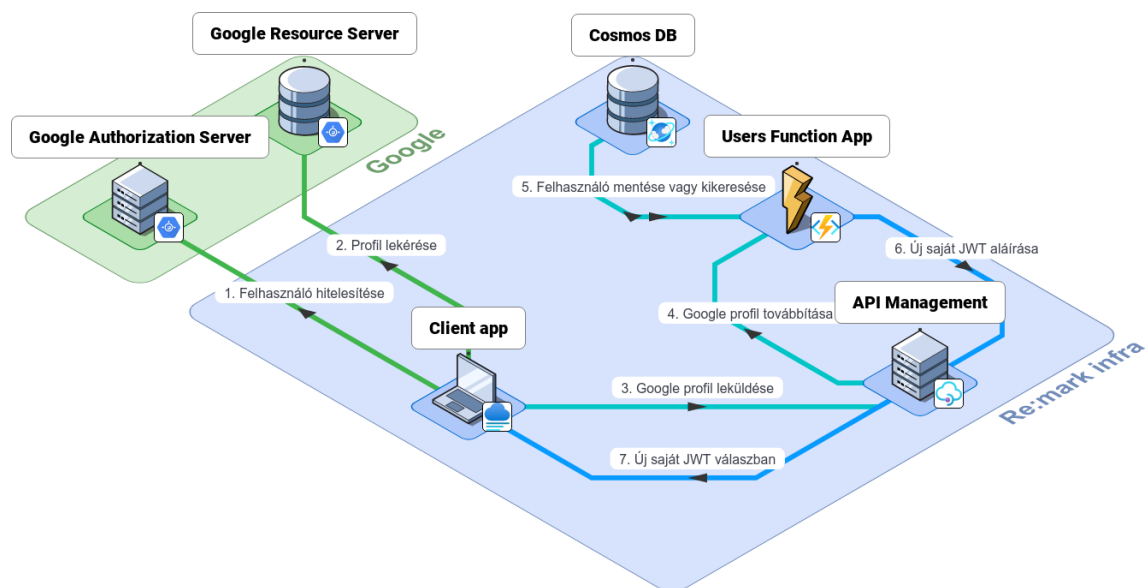 Google Resource Server
Cosmos DB
Google Authorization Server
Users Function App
Google
5. Felhasználó mentése vagy kikeresése
2. Profil lekérése
6. Új saját JWT aláírása
1. Felhasználó hitelesítése
API Management
4. Google profil továbbítása
Client app
Re:mark infra
3. Google profil leküldése
7. Új saját JWT válaszban